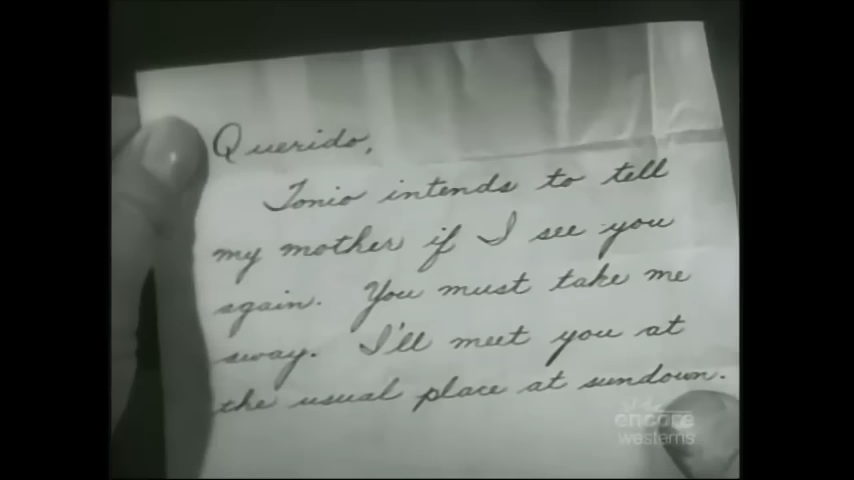 Querido,
Tonio intends to tell
my mother if I see you
again. You must take me
away. I'll meet you at
the usual place at sundown.
encore
westerns